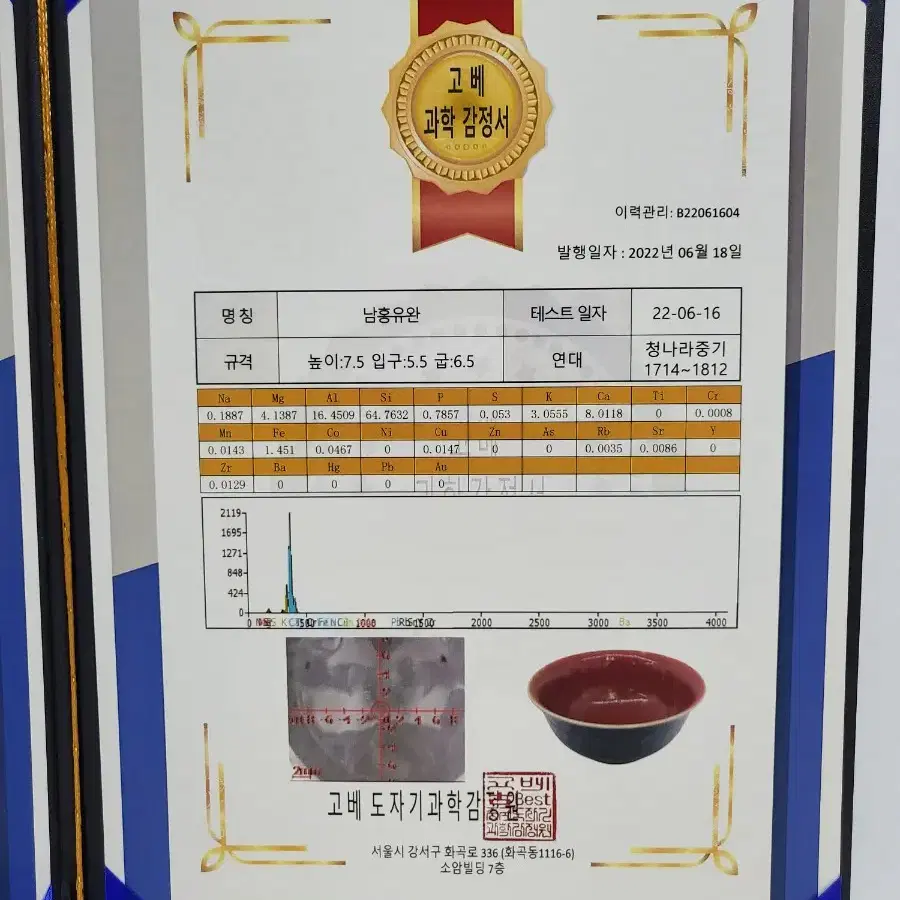 고베
과학 감정서
이력관리: B22061604
발행일자 : 2022년 06월 18일
명 칭 남홍유완 테스트 일자 22-06-16
규격 높이:7.5 입구:5.5 굽:6.5 연대 청나라중기
1714~1812
Na Mg Al Si P S K Ca Ti Cr
0.1887 4.1387 16.4509 64.7632 0.7857 0.053 3.0555 8.0118 0 0.0008
Mn Fe Co Ni Cu Zn As Rb Sr Y
0.0143 1.451 0.0467 0 0.0147 0 0 0.0035 0.0086 0
Zr Ba Hg Pb Au
0.0129 0 0 0 0
2119
1695
1271
848
424
0
0 500 1000 1500 2000 2500 3000 3500 4000
Ba
고베 도자기과학감정원
Best
과학감정원
서울시 강서구 화곡로 336 (화곡동1116-6)
소암빌딩 7층